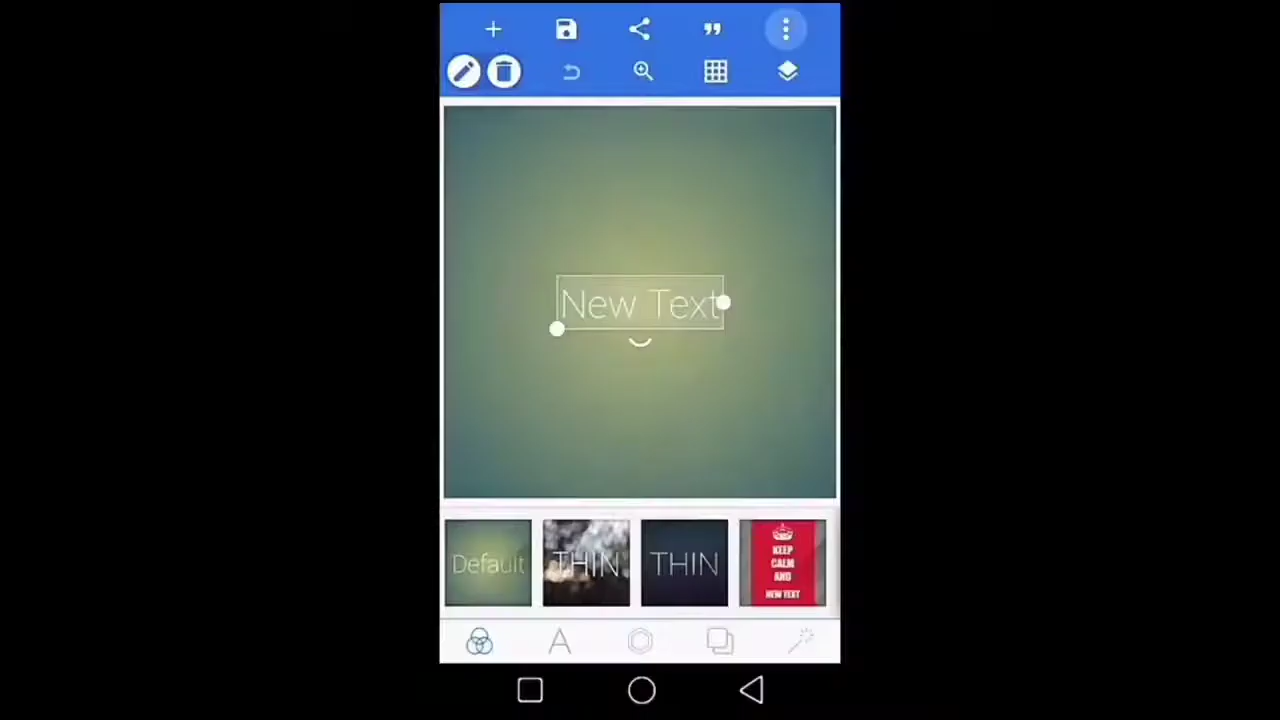 New Text
Default
THIN
THIN
KEEP
CALM
AND
NEW TEXT
A